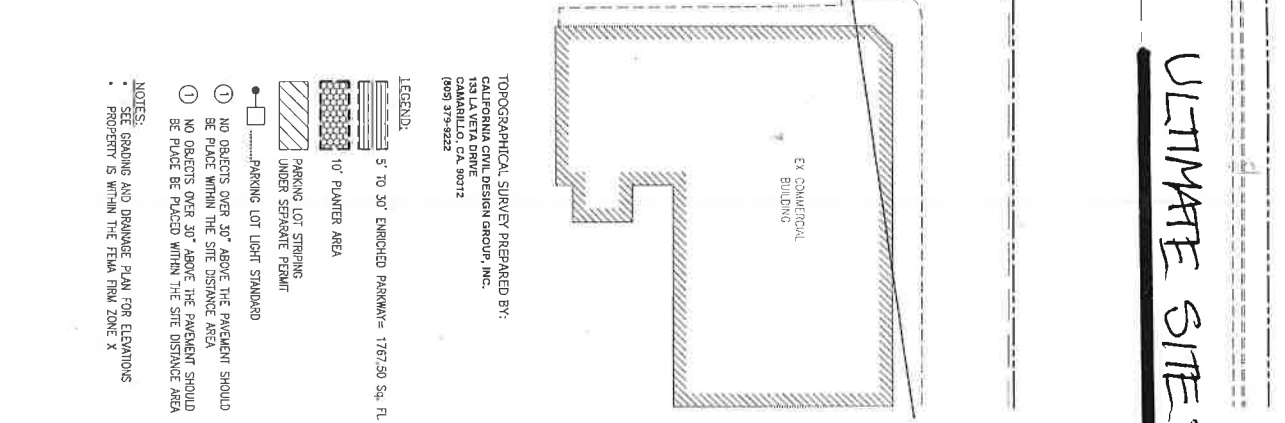 ULTIMATE SITE
EX COMMERCIAL
BUILDING
TOPOGRAPHICAL SURVEY PREPARED BY:
CALIFORNIA CIVIL DESIGN GROUP, INC.
133 LA VETA DRIVE
CAMARILLO, CA. 90012
(805) 379-9222
LEGEND:
5' TO 30' ENRICHED PARKWAY= 1767.50 Sq. Ft.
10' PLANTER AREA
PARKING LOT STRIPING
UNDER SEPARATE PERMIT
PARKING LOT LIGHT STANDARD
1 NO OBJECTS OVER 30" ABOVE THE PAVEMENT SHOULD
BE PLACE WITHIN THE SITE DISTANCE AREA
1 NO OBJECTS OVER 30" ABOVE THE PAVEMENT SHOULD
BE PLACE BE PLACED WITHIN THE SITE DISTANCE AREA
NOTES:
• SEE GRADING AND DRAINAGE PLAN FOR ELEVATIONS
• PROPERTY IS WITHIN THE FEMA FIRM ZONE X